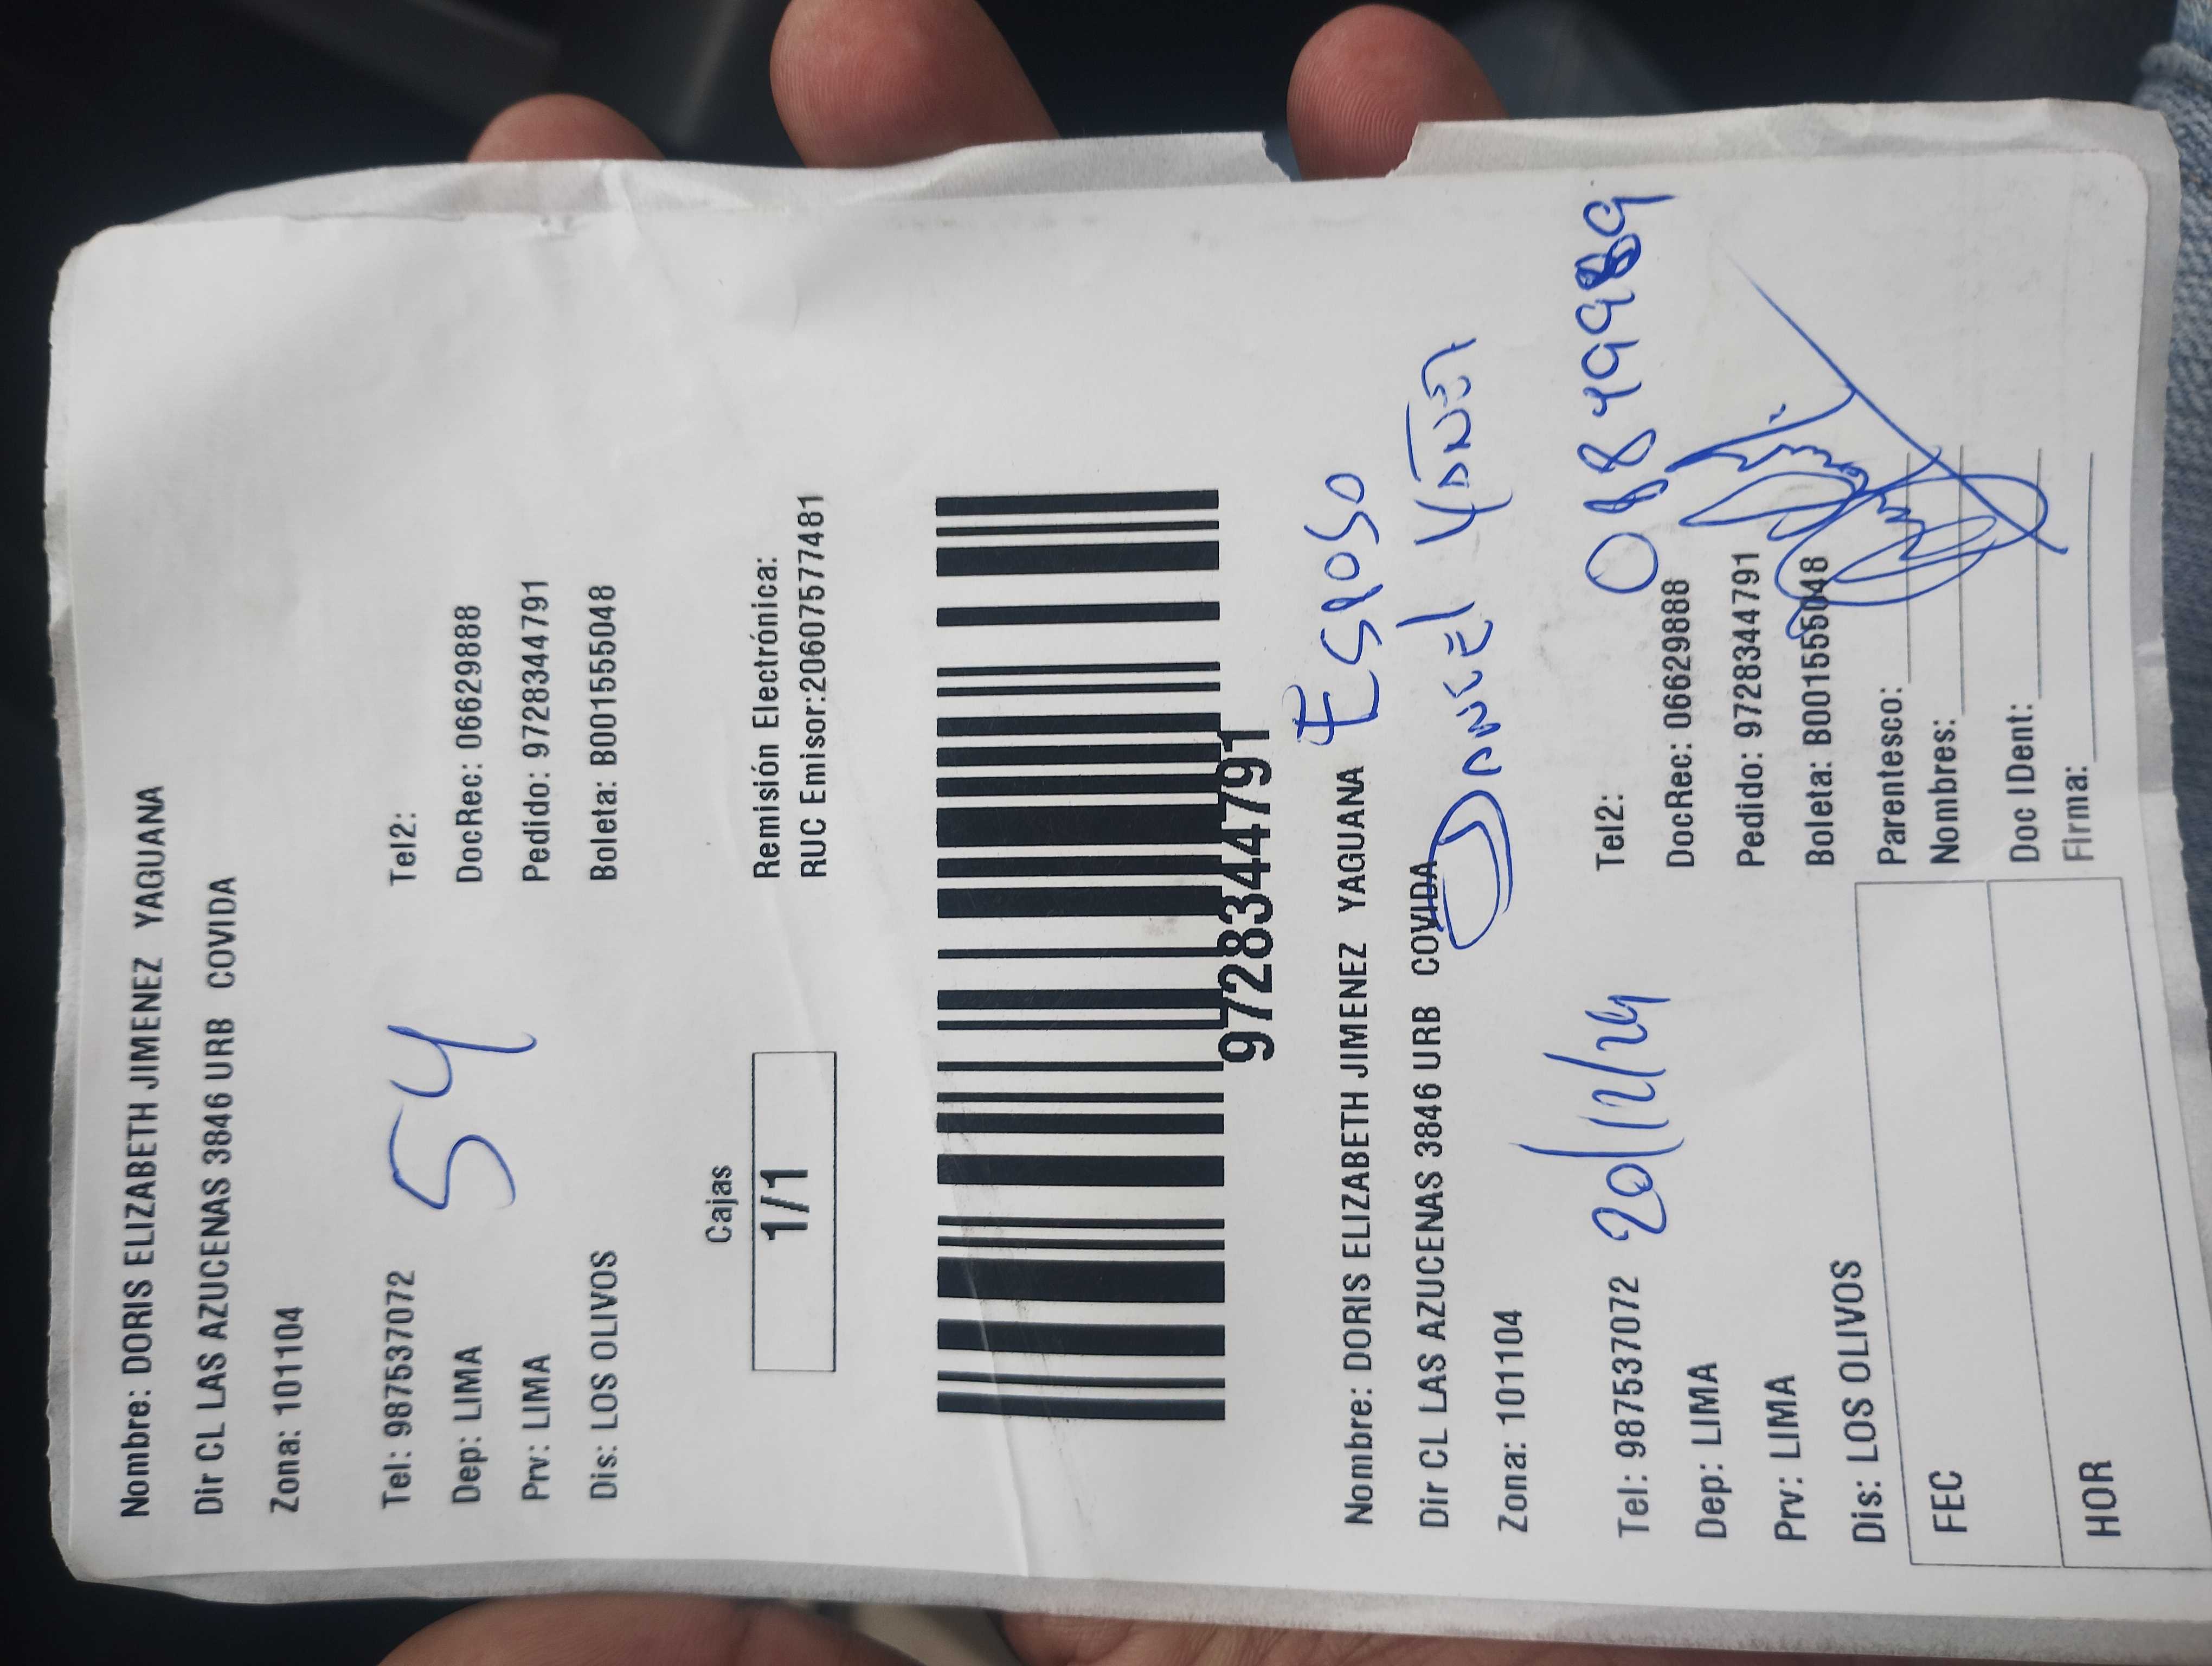 Nombre: DORIS ELIZABETH JIMENEZ YAGUANA
Dir CL LAS AZUCENAS 3846 URB COVIDA
Zona: 101104
Tel: 987537072 Tel2:
54
Dep: LIMA DocRec: 06629888
Prv: LIMA Pedido: 9728344791
Dis: LOS OLIVOS Boleta: B001555048
Cajas
1/1
Remisión Electrónica:
RUC Emisor:20607577481
9728344791
Nombre: DORIS ELIZABETH JIMENEZ YAGUANA Esposo
Dir CL LAS AZUCENAS 3846 URB COVIDA
Zona: 101104
Tel: 987537072 20/12/24 Tel2:
Dep: LIMA DocRec: 06629888
Prv: LIMA Pedido: 9728344791
Dis: LOS OLIVOS Boleta: B001555048
FEC Parentesco:
Nombres:
HOR Doc IDent:
Firma: